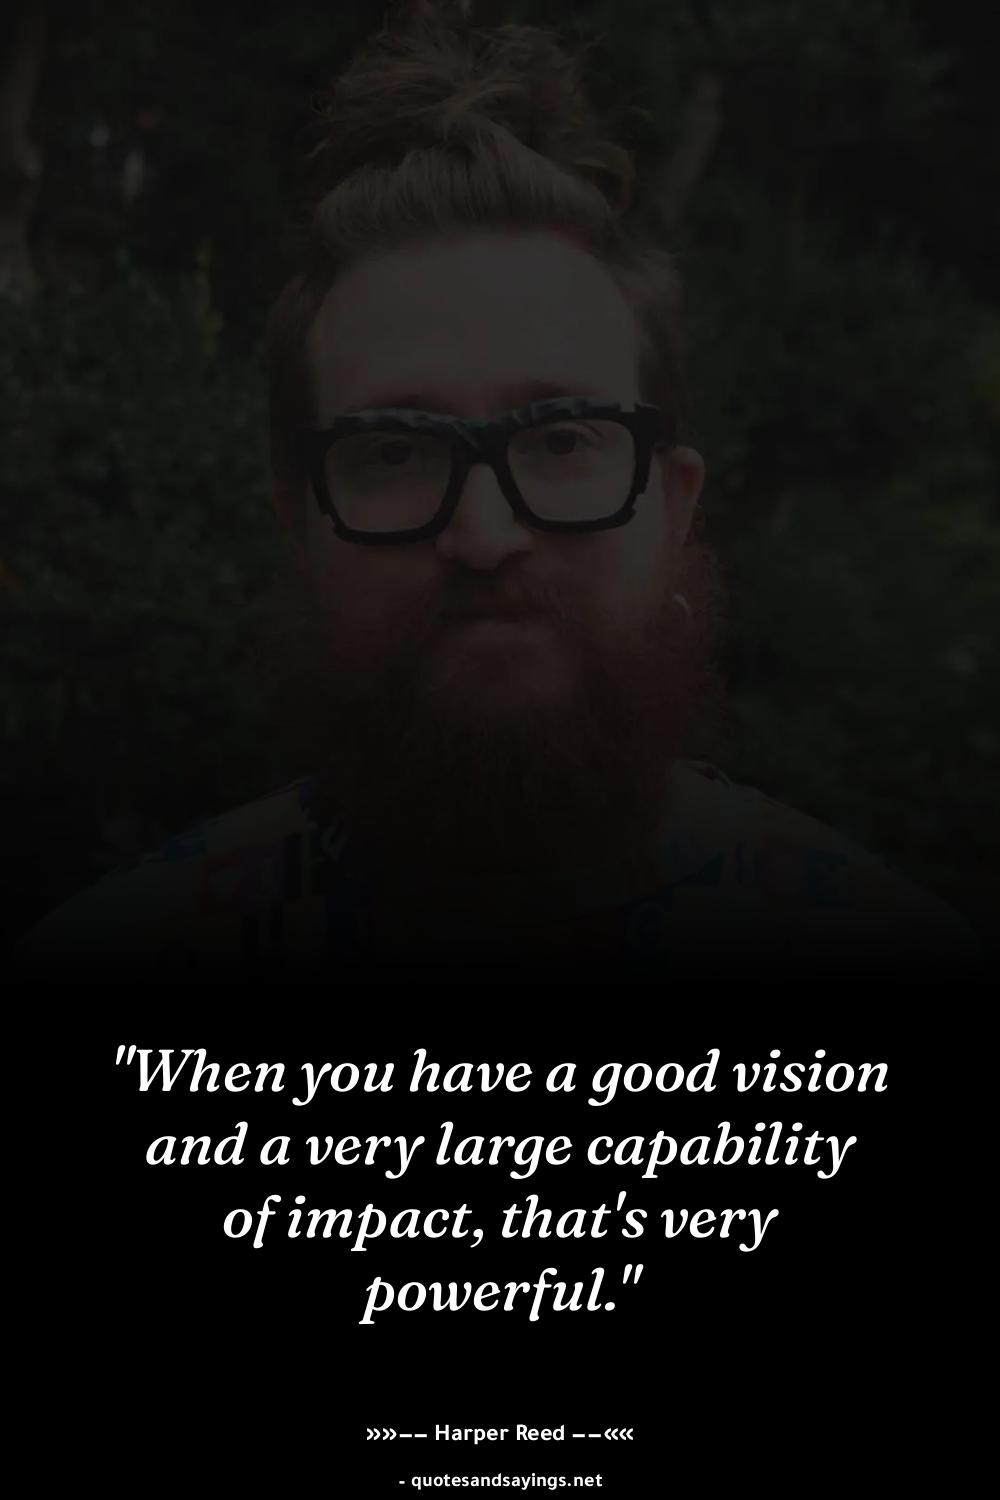 "When you have a good vision
and a very large capability
of impact, that's very
powerful."
»»−− Harper Reed −−««
- quotesandsayings.net